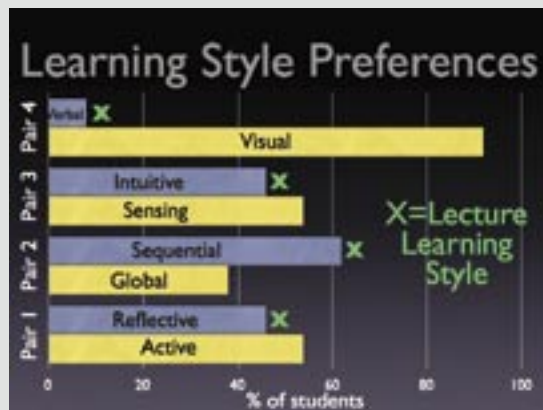 Learning Style Preferences
Pair 4
Verbal
X
Visual
Pair 3
Intuitive
X
Sensing
Pair 2
Sequential
X
Global
Pair 1
Reflective
X
Active
X=Lecture
Learning
Style
0 20 40 60 80 100
% of students